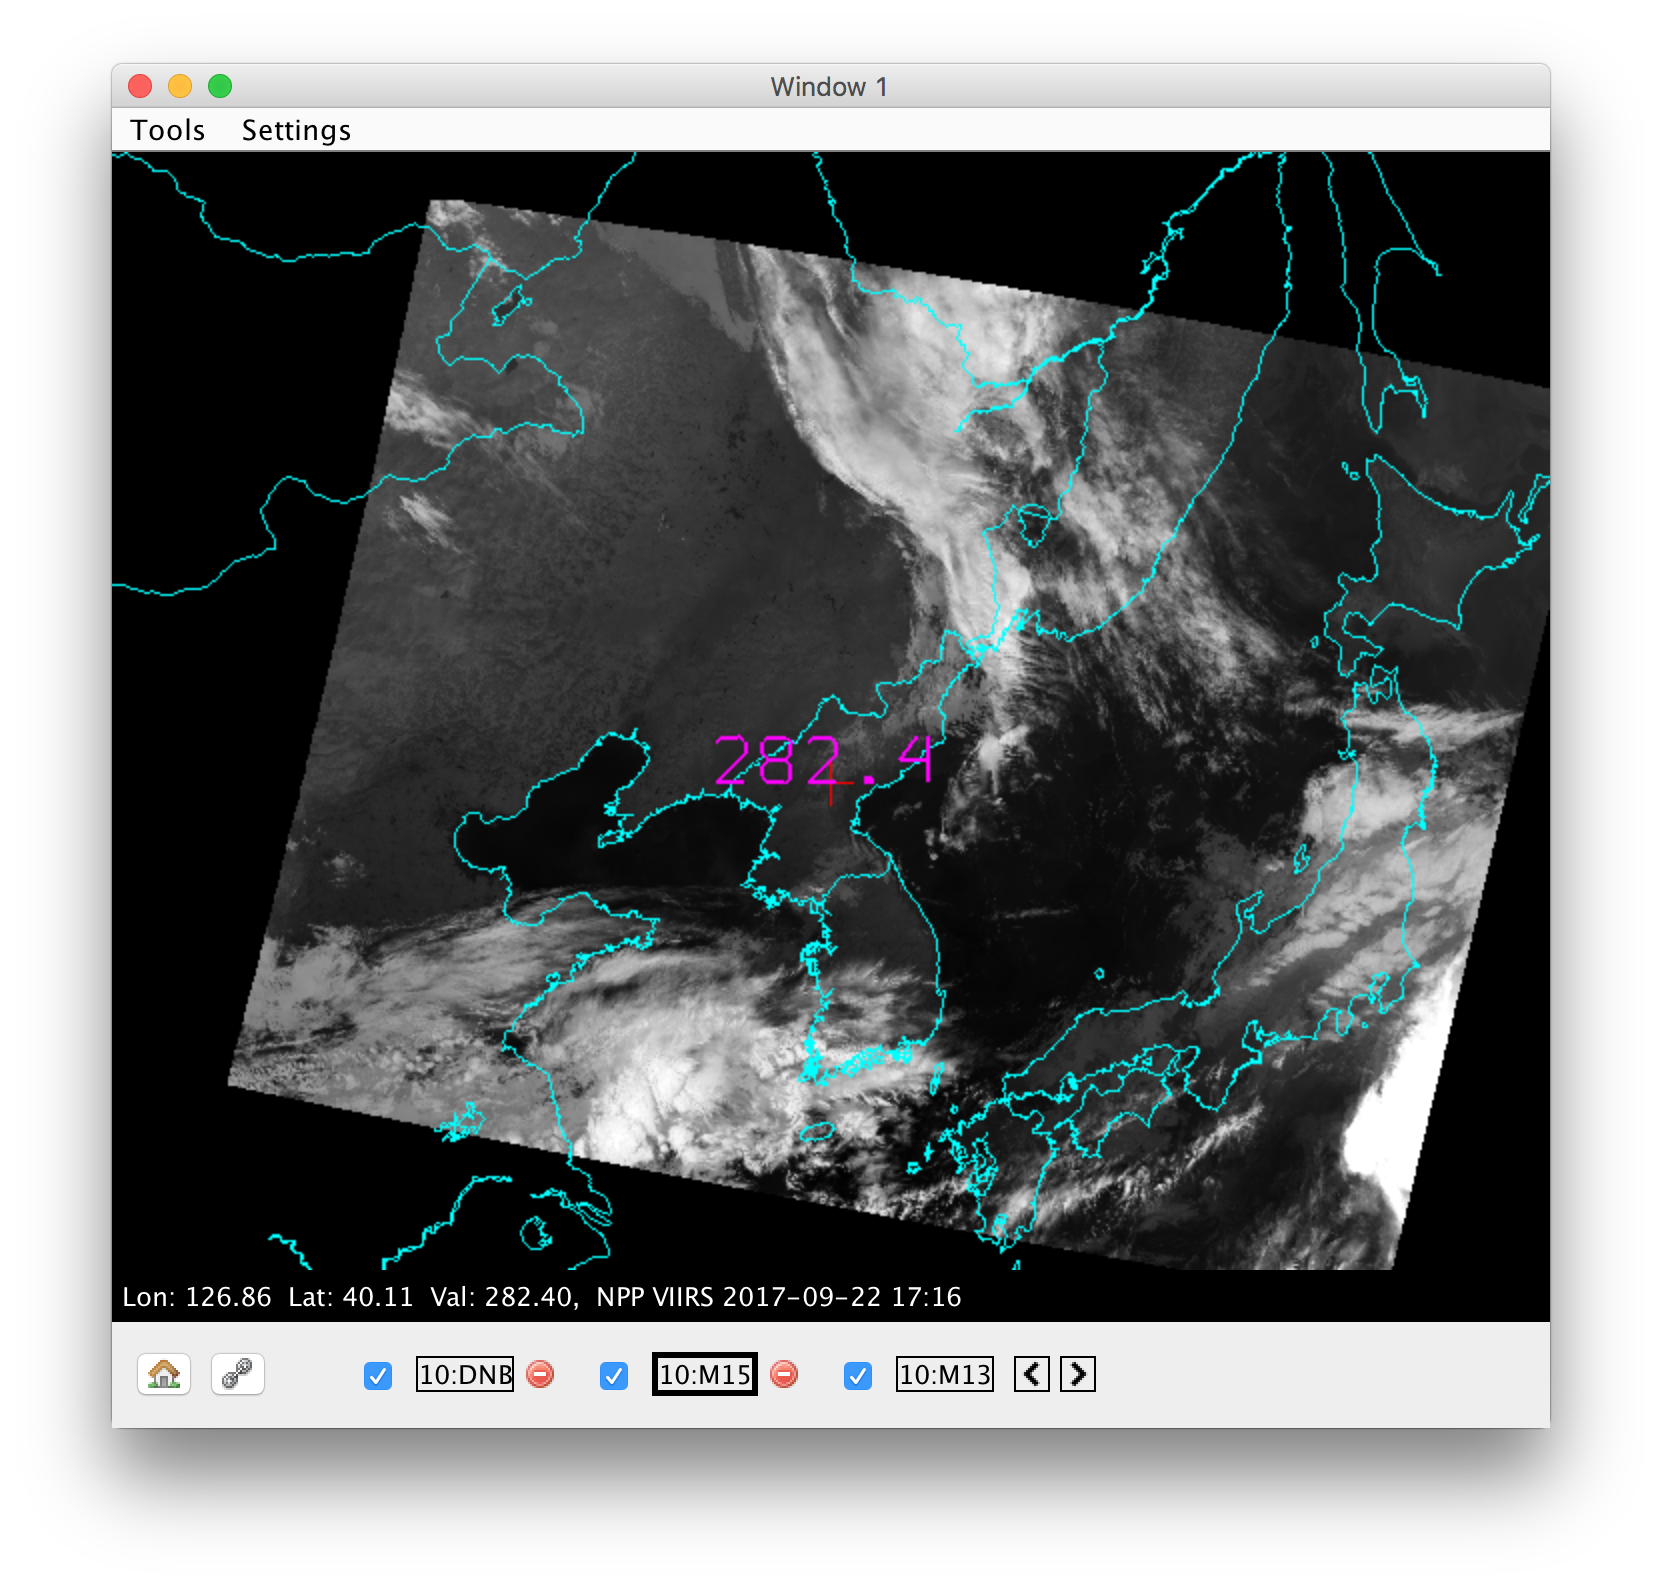 Window 1
Tools Settings
282.4
Lon: 126.86 Lat: 40.11 Val: 282.40, NPP VIIRS 2017-09-22 17:16
10:DNB 10:M15 10:M13